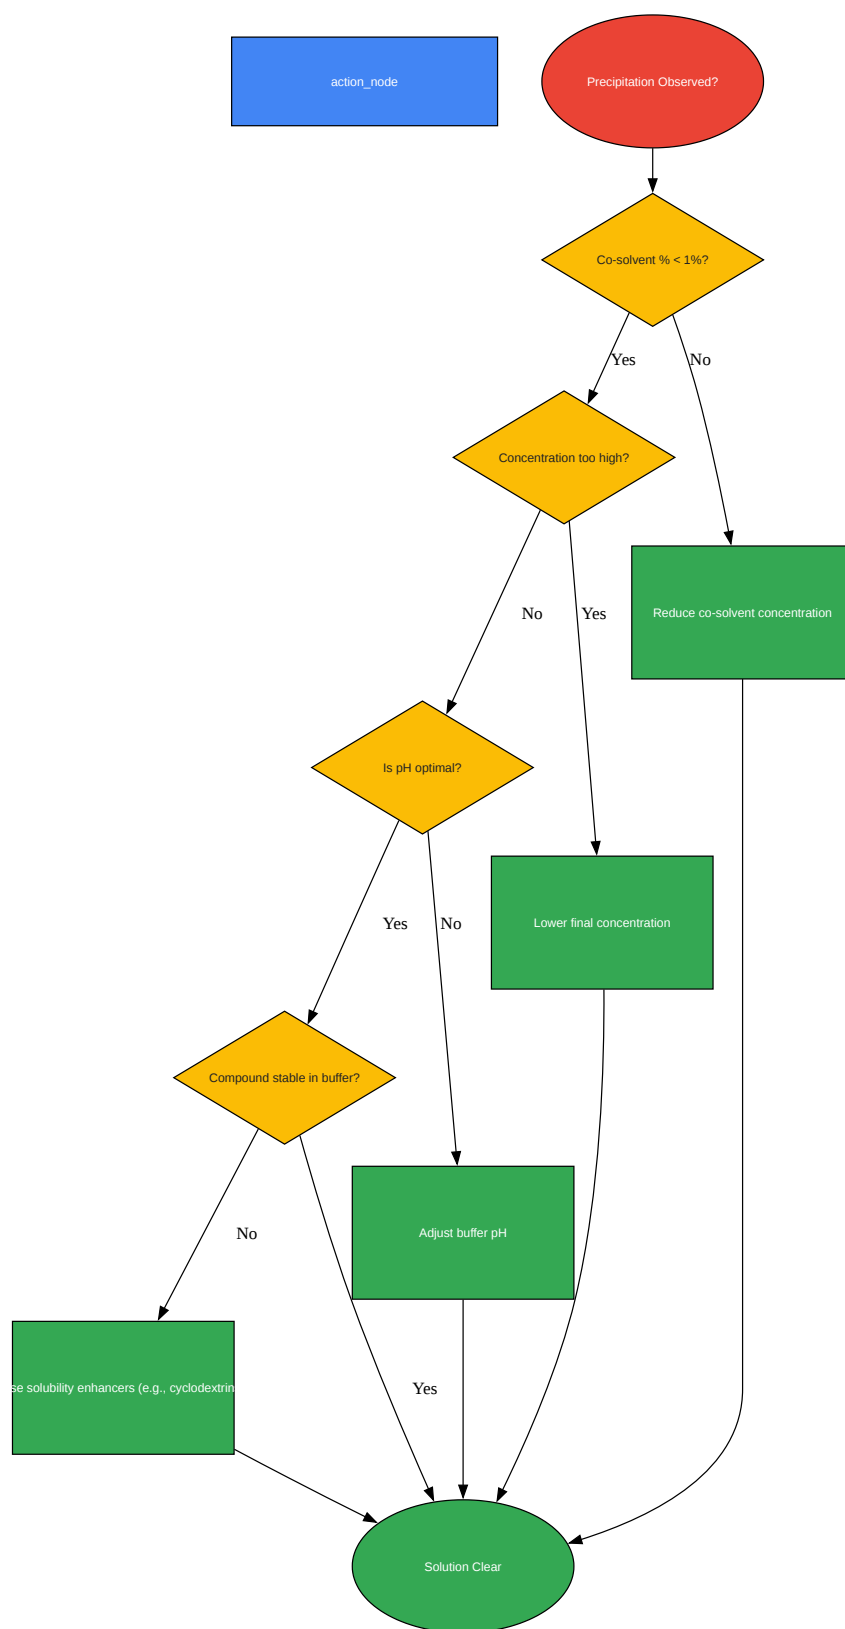 action_node
Precipitation Observed?
Co-solvent % < 1%?
Yes
No
Concentration too high?
No
Yes
Reduce co-solvent concentration
Is pH optimal?
Yes
No
Lower final concentration
Compound stable in buffer?
No
Adjust buffer pH
solubility enhancers (e.g., cyclodextrin
Yes
Solution Clear